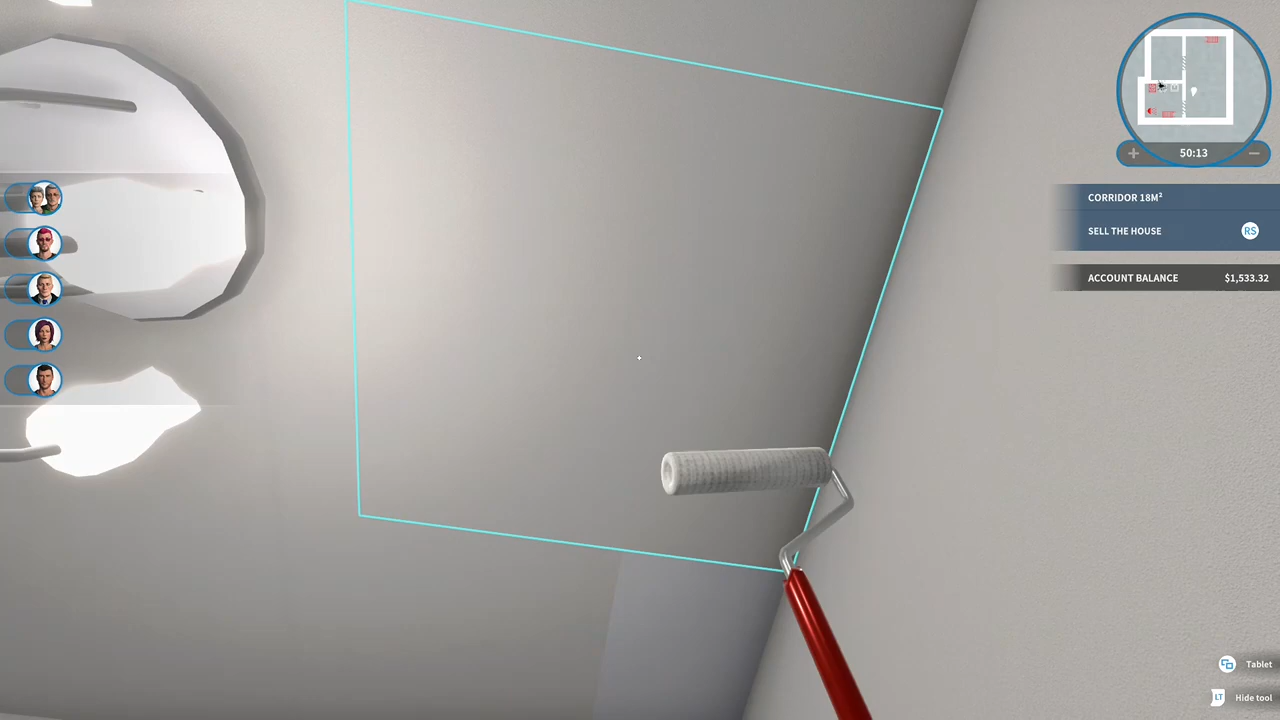 50:13
CORRIDOR 18M²
SELL THE HOUSE RS
ACCOUNT BALANCE $1,533.32
Tablet
LT Hide tool